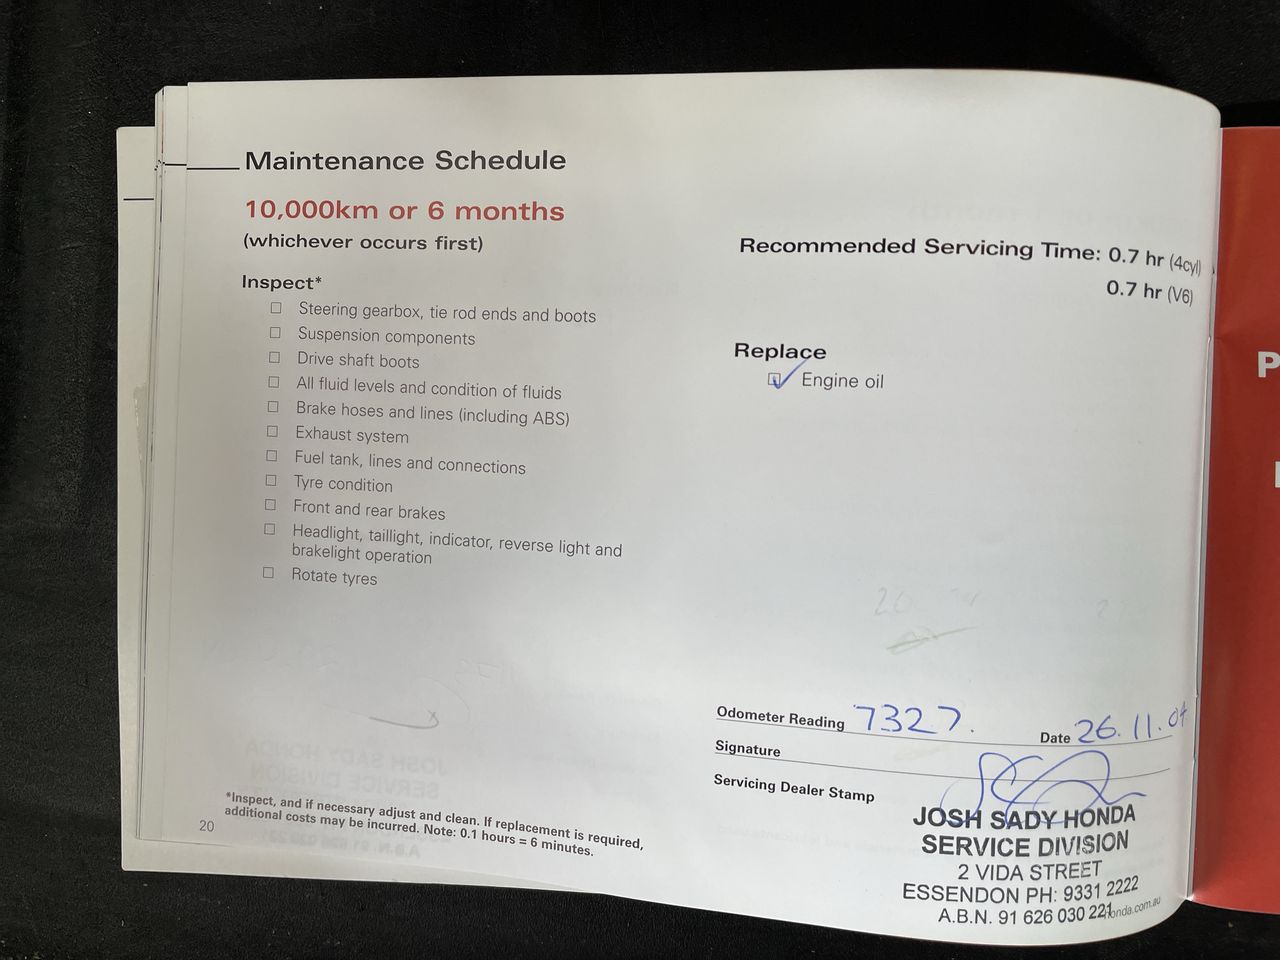 Maintenance Schedule
10,000km or 6 months
(whichever occurs first)
Inspect*
Steering gearbox, tie rod ends and boots
Suspension components
Drive shaft boots
All fluid levels and condition of fluids
Brake hoses and lines (including ABS)
Exhaust system
Fuel tank, lines and connections
Tyre condition
Front and rear brakes
Headlight, taillight, indicator, reverse light and
brakelight operation
Rotate tyres
*Inspect, and if necessary adjust and clean. If replacement is required,
additional costs may be incurred. Note: 0.1 hours = 6 minutes.
20
Recommended Servicing Time: 0.7 hr (4cyl)
0.7 hr (V6)
Replace
Engine oil
Odometer Reading 7327. Date 26.11.04
Signature
Servicing Dealer Stamp
JOSH SADY HONDA
SERVICE DIVISION
2 VIDA STREET
ESSENDON PH: 9331 2222
A.B.N. 91 626 030 221
honda.com.au
P